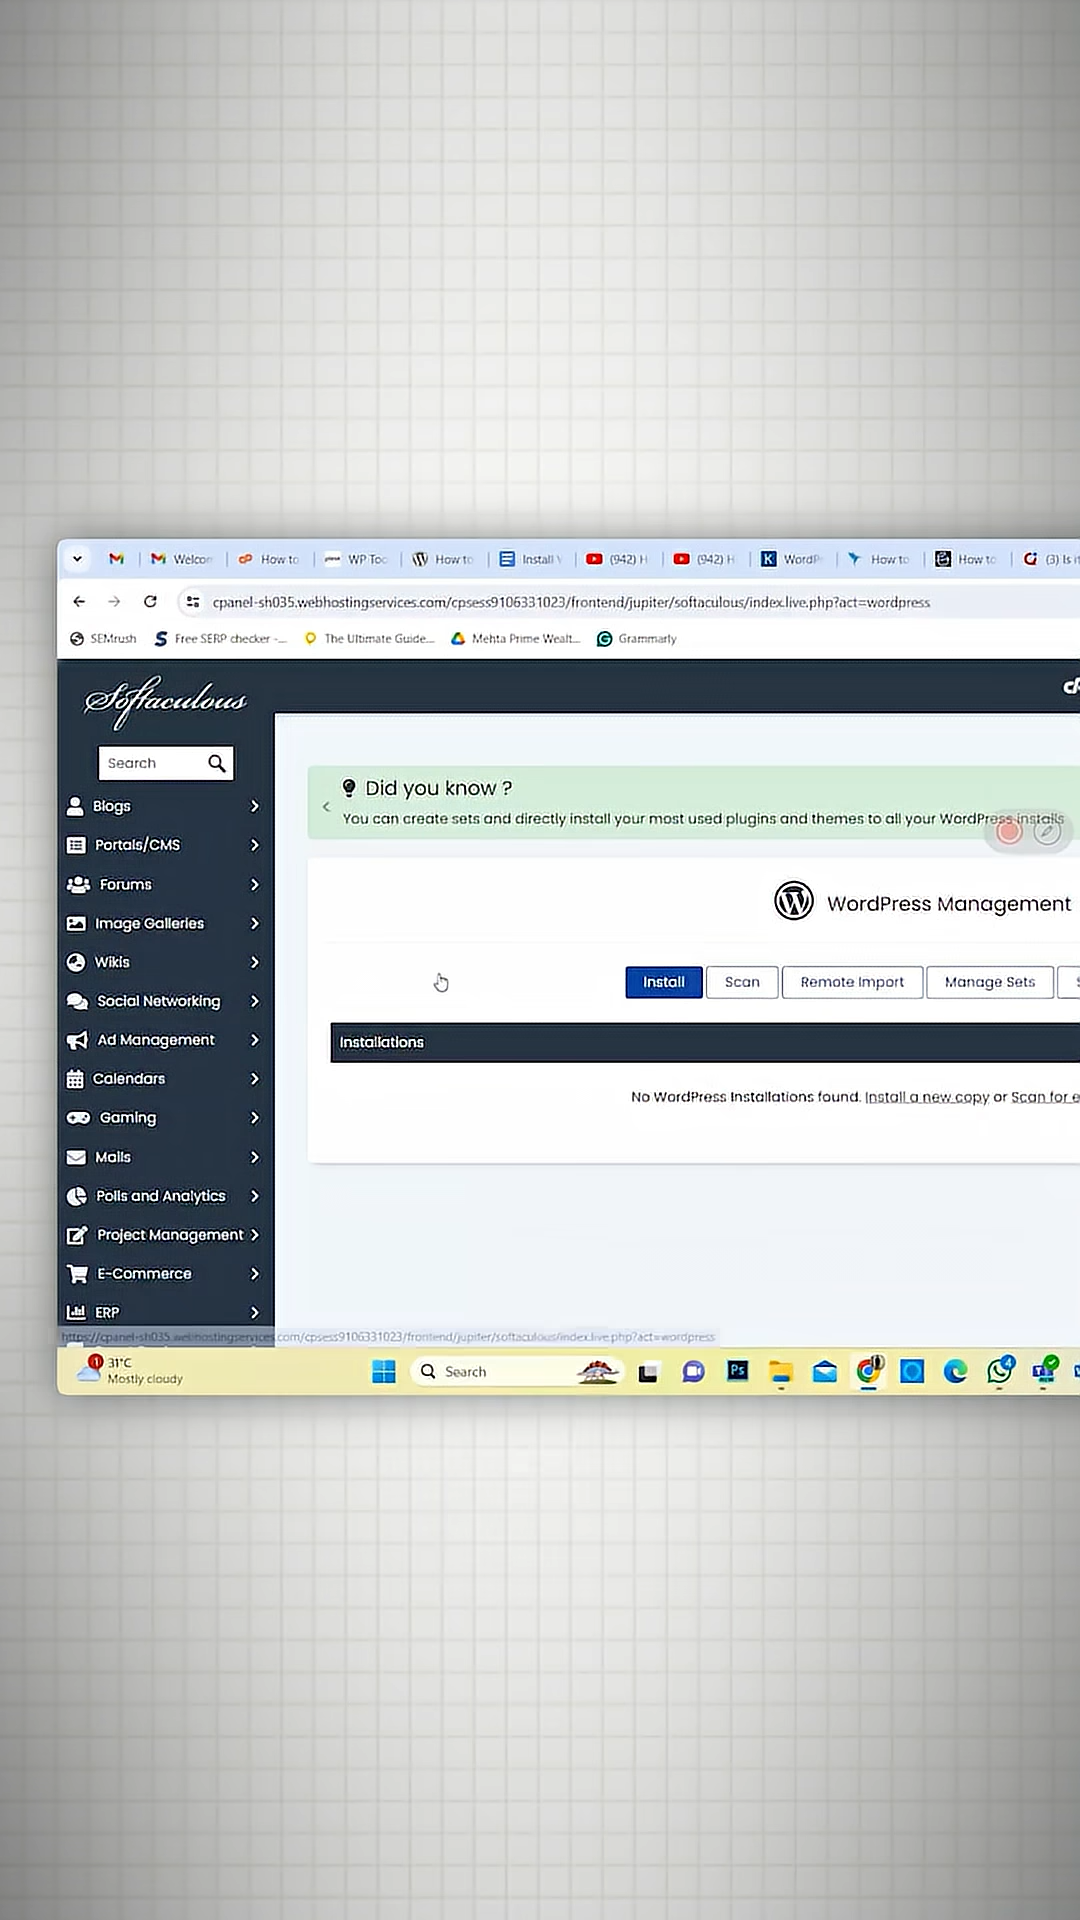 Welcom
How to
WP Too
How to
Install
(942) H
(942) H
WordP
How to
How to
(3) Is it
cpanel-sh035.webhostingservices.com/cpsess9106331023/frontend/jupiter/softaculous/index.live.php?act=wordpress
SEMrush
Free SERP checker -...
The Ultimate Guide...
Mehta Prime Wealt...
Grammarly
Softaculous
Search
Blogs
Portals/CMS
Forums
Image Galleries
Wikis
Social Networking
Ad Management
Calendars
Gaming
Mails
Polls and Analytics
Project Management
E-Commerce
ERP
Did you know ?
You can create sets and directly install your most used plugins and themes to all your WordPress installs
WordPress Management
Install
Scan
Remote Import
Manage Sets
Installations
No WordPress Installations found. Install a new copy or Scan for e
https://cpanel-sh035.webhostingservices.com/cpsess9106331023/frontend/jupiter/softaculous/index.live.php?act=wordpress
1
31°C
Mostly cloudy
Search
Ps
4